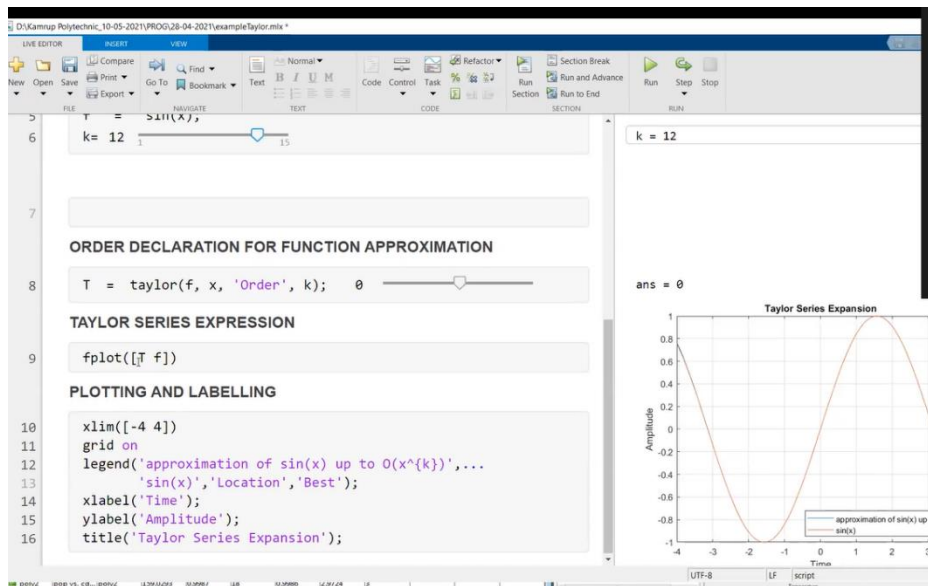 D:\Kamrup Polytechnic_10-05-2021\PROG\28-04-2021\exampleTaylor.mlx *
LIVE EDITOR INSERT VIEW
New Open Save Compare Print Export
Go To Find Bookmark
Text Normal B I U M
Code Control Task Refactor
Run Section Section Break Run and Advance Run to End
Run Step Stop
FILE NAVIGATE TEXT CODE SECTION RUN
5 f = sin(x);
6 k= 12 1 15
7
ORDER DECLARATION FOR FUNCTION APPROXIMATION
8 T = taylor(f, x, 'Order', k); 0
TAYLOR SERIES EXPRESSION
9 fplot([T f])
PLOTTING AND LABELLING
10 xlim([-4 4])
11 grid on
12 legend('approximation of sin(x) up to O(x^{k})',...
13 'sin(x)','Location','Best');
14 xlabel('Time');
15 ylabel('Amplitude');
16 title('Taylor Series Expansion');
k = 12
ans = 0
Taylor Series Expansion
1
0.8
0.6
0.4
0.2
0
-0.2
-0.4
-0.6
-0.8
-1
Amplitude
approximation of sin(x) up
sin(x)
-4 -3 -2 -1 0 1 2 3
Time
UTF-8 LF script